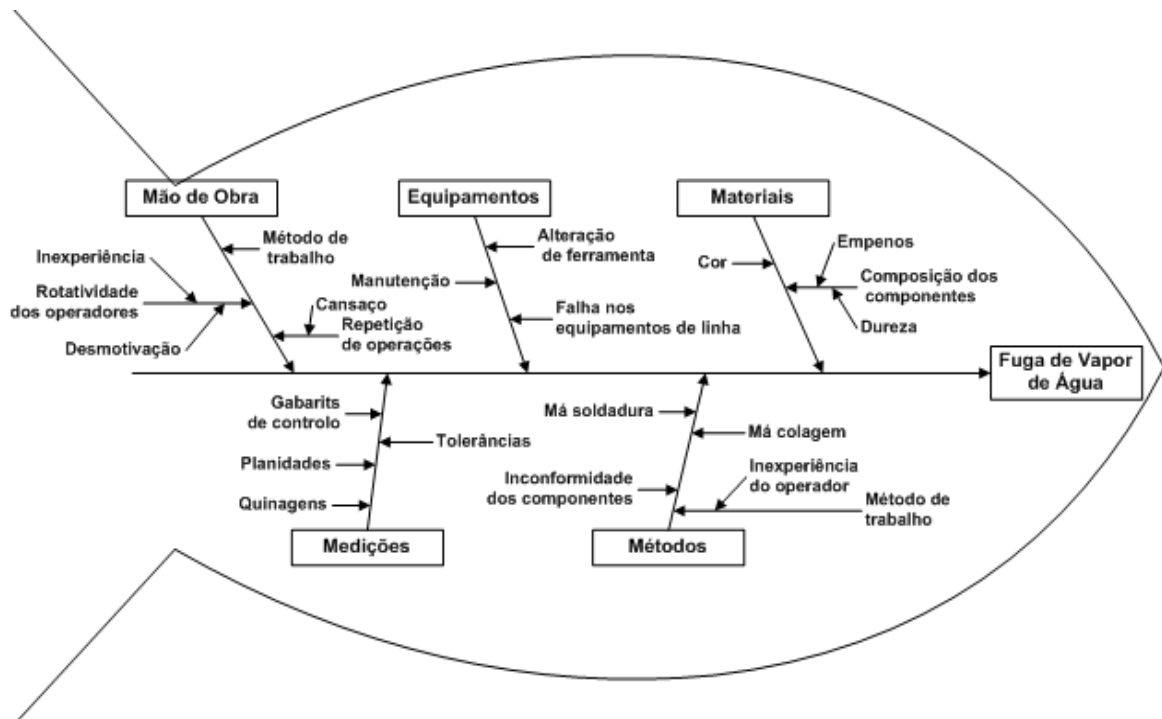 Mão de Obra
Equipamentos
Materiais
Método de
trabalho
Inexperiência
Rotatividade
dos operadores
Desmotivação
Cansaço
Repetição
de operações
Alteração
de ferramenta
Manutenção
Falha nos
equipamentos de linha
Cor
Empenos
Composição dos
componentes
Dureza
Fuga de Vapor
de Água
Gabarits
de controlo
Tolerâncias
Planidades
Quinagens
Medições
Má soldadura
Má colagem
Inconformidade
dos componentes
Inexperiência
do operador
Método de
trabalho
Métodos